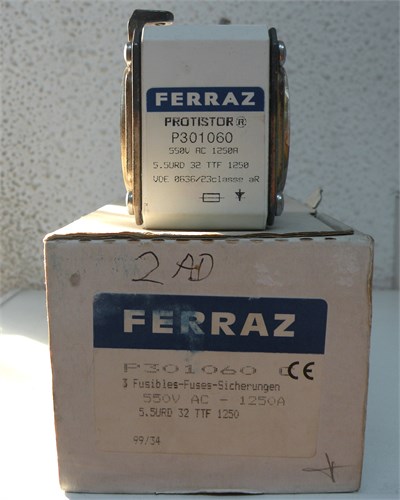 FERRAZ
PROTISTOR®
P301060
550V AC 1250A
5.5URD 32 TTF 1250
VDE 0636/23classe aR
2 AD
FERRAZ
P301060 C CE
3 Fusibles-Fuses-Sicherungen
550V AC - 1250A
5.5URD 32 TTF 1250
99/34